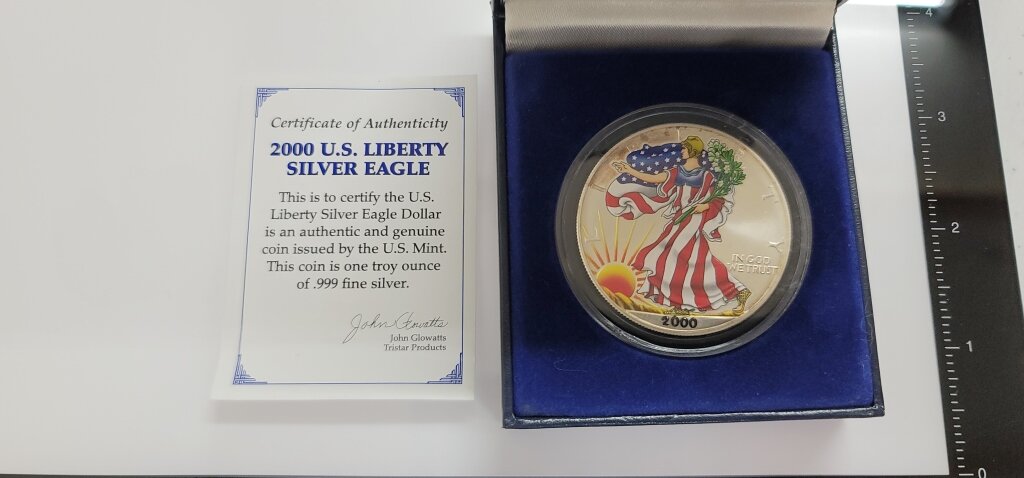 Certificate of Authenticity
2000 U.S. LIBERTY
SILVER EAGLE
This is to certify the U.S.
Liberty Silver Eagle Dollar
is an authentic and genuine
coin issued by the U.S. Mint.
This coin is one troy ounce
of .999 fine silver.
John Glowatts
John Glowatts
Tristar Products
IN GOD
WE TRUST
2000
4
3
2
1
0